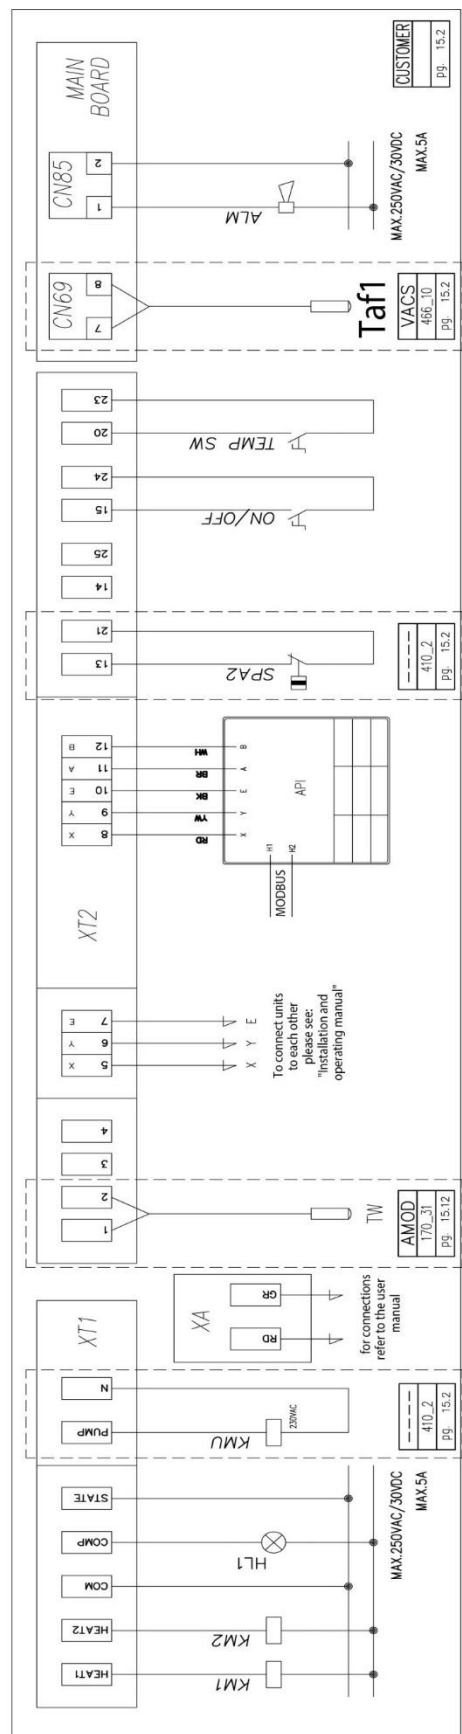 MAIN
BOARD
CN85
2
1
ALM
MAX.250VAC/30VDC
MAX.5A
CUSTOMER
pg. 15.2
CN69
8
7
Taf1
VACS
466_10
pg. 15.2
23
20
24
15
25
14
21
13
TEMP SW
ON/OFF
SPA2
410_2
pg. 15.2
XT2
B 12
A 11
E 10
Y 9
X 8
WH
BR
BK
YW
RD
B
A
E
Y
X
API
H1
H2
MODBUS
E 7
Y 6
X 5
E
Y
X
To connect units
to each other
please see:
"Installation and
operating manual"
4
3
2
1
TW
AMOD
170_31
pg. 15.12
XA
GR
RD
for connections
refer to the user
manual
XT1
N
PUMP
KMU
230VAC
410_2
pg. 15.2
STATE
COMP
COM
HEAT2
HEAT1
HL1
KM2
KM1
MAX.250VAC/30VDC
MAX.5A